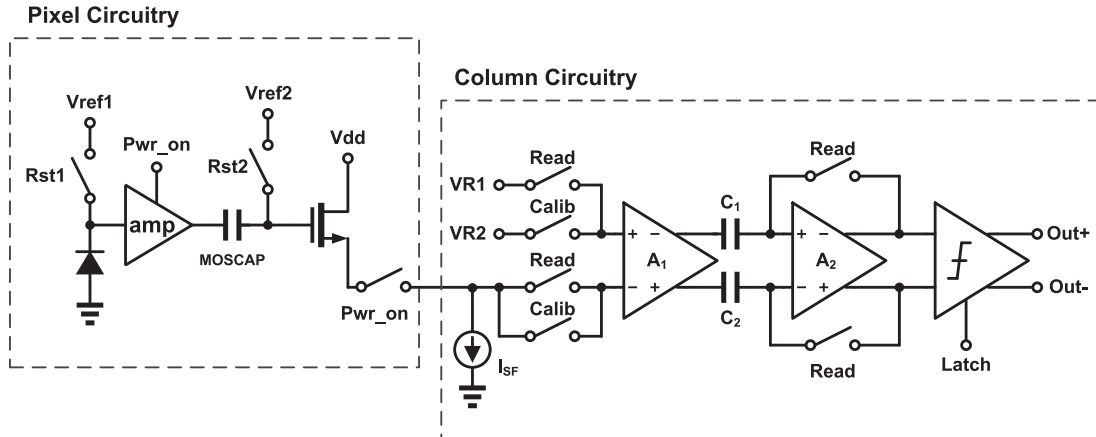 Pixel Circuitry
Column Circuitry
Vref1
Vref2
Pwr_on
Vdd
Rst1
Rst2
amp
MOSCAP
Pwr_on
Read
VR1
Calib
VR2
Read
Calib
I_SF
+ −
A₁
− +
C₁
C₂
Read
+ −
A₂
− +
Read
Out+
Out-
Latch